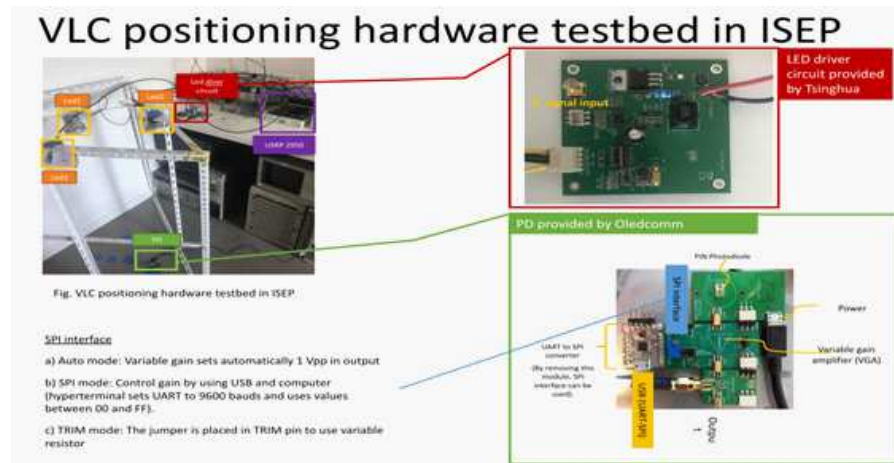 VLC positioning hardware testbed in ISEP
Led driver
circuit
USRP 2950
PD
Fig. VLC positioning hardware testbed in ISEP
LED driver
circuit provided
by Tsinghua
signal input
PD provided by Oledcomm
PIN Photodiode
SPI interface
Power
UART to SPI
converter
(By removing this
module, SPI
interface can be
used)
Variable gain
amplifier (VGA)
USB (UART-SPI)
Outpu
t
SPI interface
a) Auto mode: Variable gain sets automatically 1 Vpp in output
b) SPI mode: Control gain by using USB and computer
(hyperterminal sets UART to 9600 bauds and uses values
between 00 and FF).
c) TRIM mode: The jumper is placed in TRIM pin to use variable
resistor